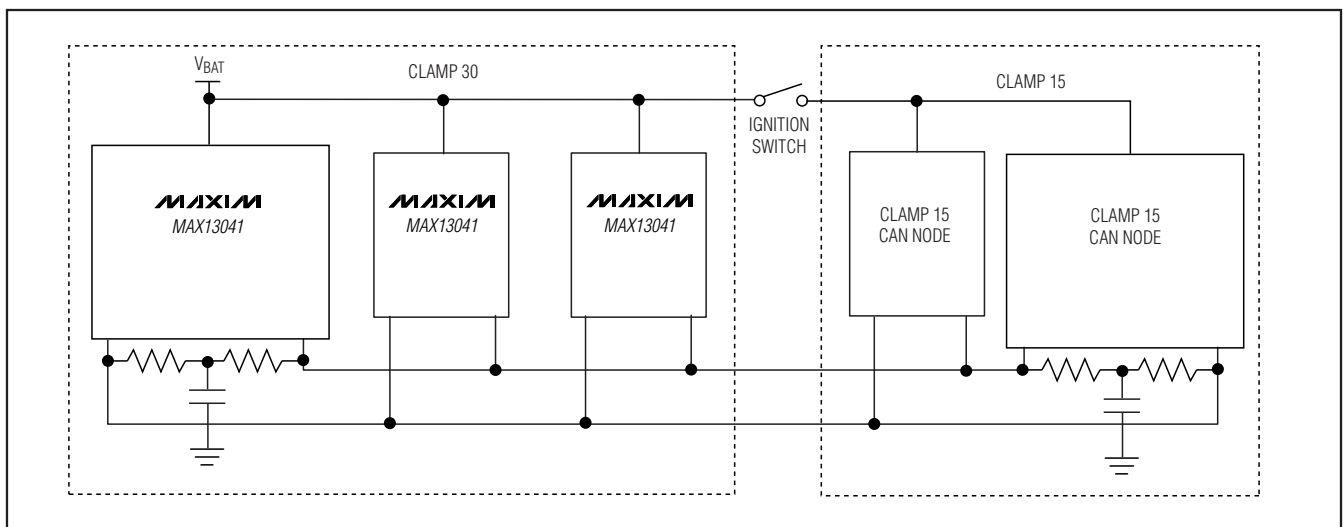 VBAT
CLAMP 30
CLAMP 15
IGNITION
SWITCH
MAXIM
MAX13041
MAXIM
MAX13041
MAXIM
MAX13041
CLAMP 15
CAN NODE
CLAMP 15
CAN NODE